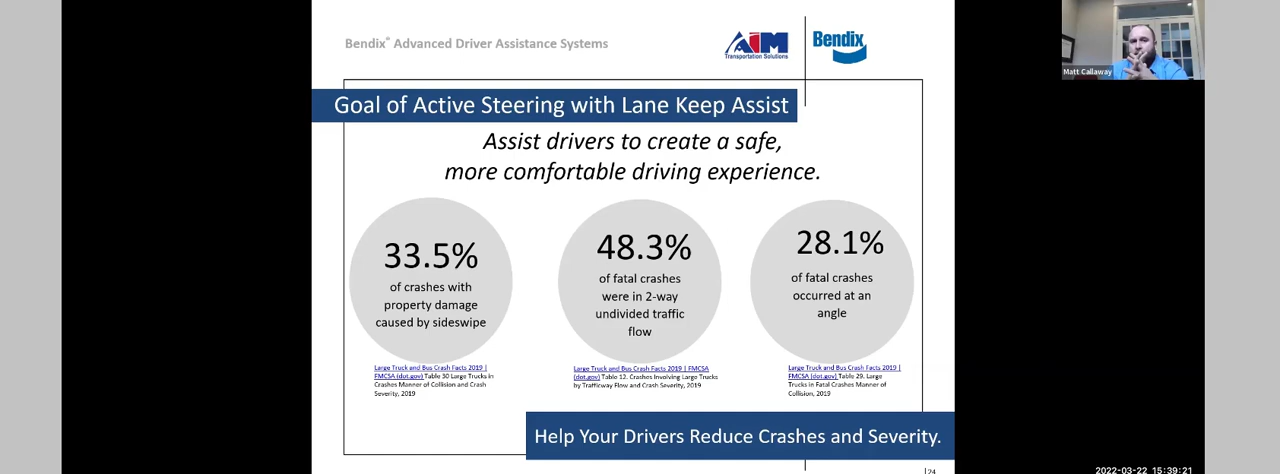 Bendix® Advanced Driver Assistance Systems
AIM
Transportation Solutions
Bendix
Matt Callaway
Goal of Active Steering with Lane Keep Assist
Assist drivers to create a safe,
more comfortable driving experience.
33.5%
of crashes with
property damage
caused by sideswipe
48.3%
of fatal crashes
were in 2-way
undivided traffic
flow
28.1%
of fatal crashes
occurred at an
angle
Large Truck and Bus Crash Facts 2019 |
FMCSA (dot.gov) Table 30 Large Trucks in
Crashes Manner of Collision and Crash
Severity, 2019
Large Truck and Bus Crash Facts 2019 | FMCSA
(dot.gov) Table 12. Crashes Involving Large Trucks
by Trafficway Flow and Crash Severity, 2019
Large Truck and Bus Crash Facts 2019 |
FMCSA (dot.gov) Table 29. Large
Trucks in Fatal Crashes Manner of
Collision, 2019
Help Your Drivers Reduce Crashes and Severity.
24
2022-03-22 15:39:21